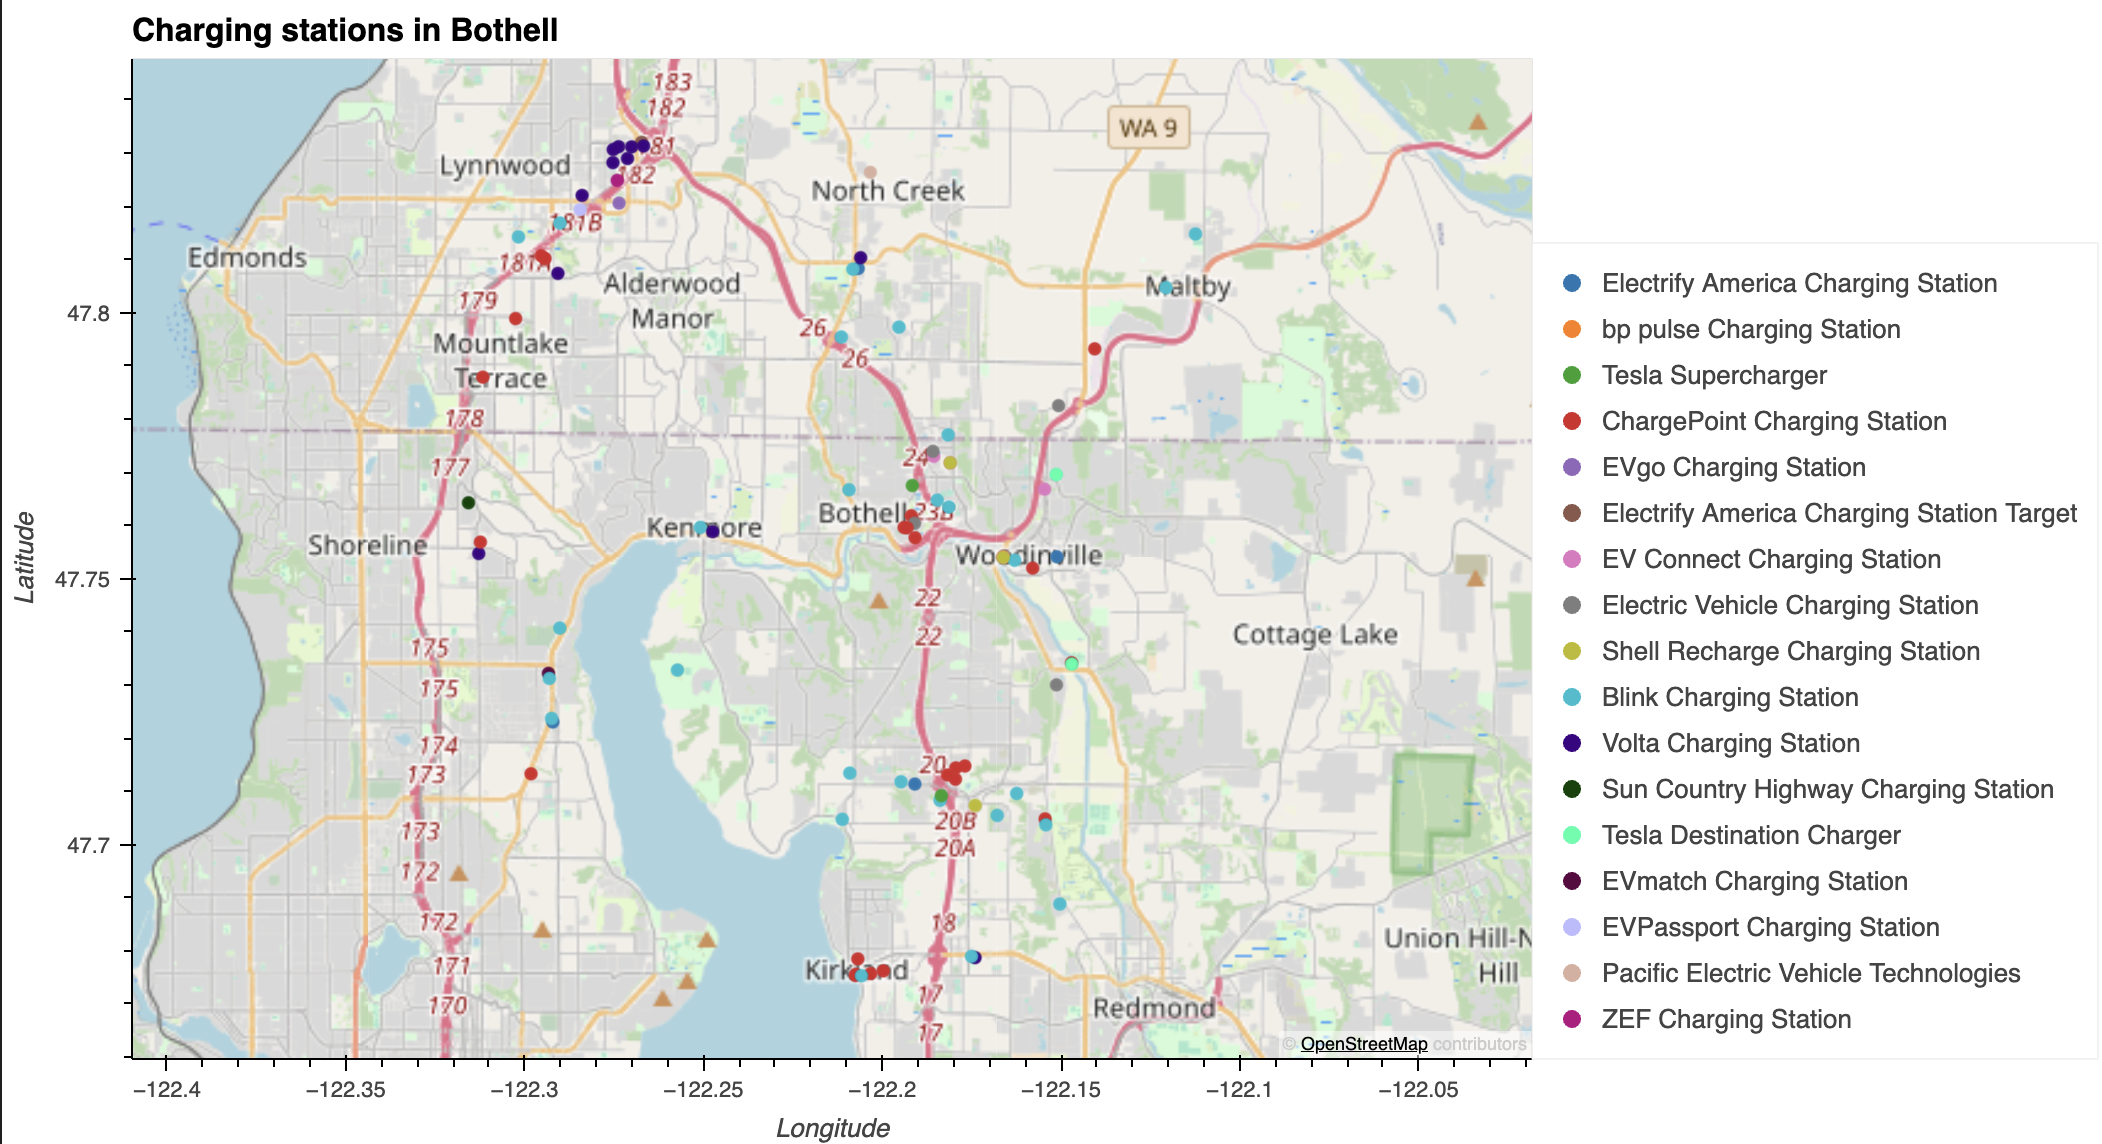 Charging stations in Bothell
183
182
81
WA 9
Lynnwood
182
North Creek
181B
Edmonds
181A
Alderwood
Manor
Maltby
179
47.8
26
Mountlake
Terrace
26
178
177
24
Bothell
23B
Kenmore
Shoreline
Woodinville
47.75
22
22
Cottage Lake
175
175
174
173
20
173
20B
20A
47.7
172
172
18
Union Hill-N
Hill
171
Kirkland
170
17
Redmond
17
© OpenStreetMap contributors
Latitude
−122.4 −122.35 −122.3 −122.25 −122.2 −122.15 −122.1 −122.05
Longitude
Electrify America Charging Station
bp pulse Charging Station
Tesla Supercharger
ChargePoint Charging Station
EVgo Charging Station
Electrify America Charging Station Target
EV Connect Charging Station
Electric Vehicle Charging Station
Shell Recharge Charging Station
Blink Charging Station
Volta Charging Station
Sun Country Highway Charging Station
Tesla Destination Charger
EVmatch Charging Station
EVPassport Charging Station
Pacific Electric Vehicle Technologies
ZEF Charging Station